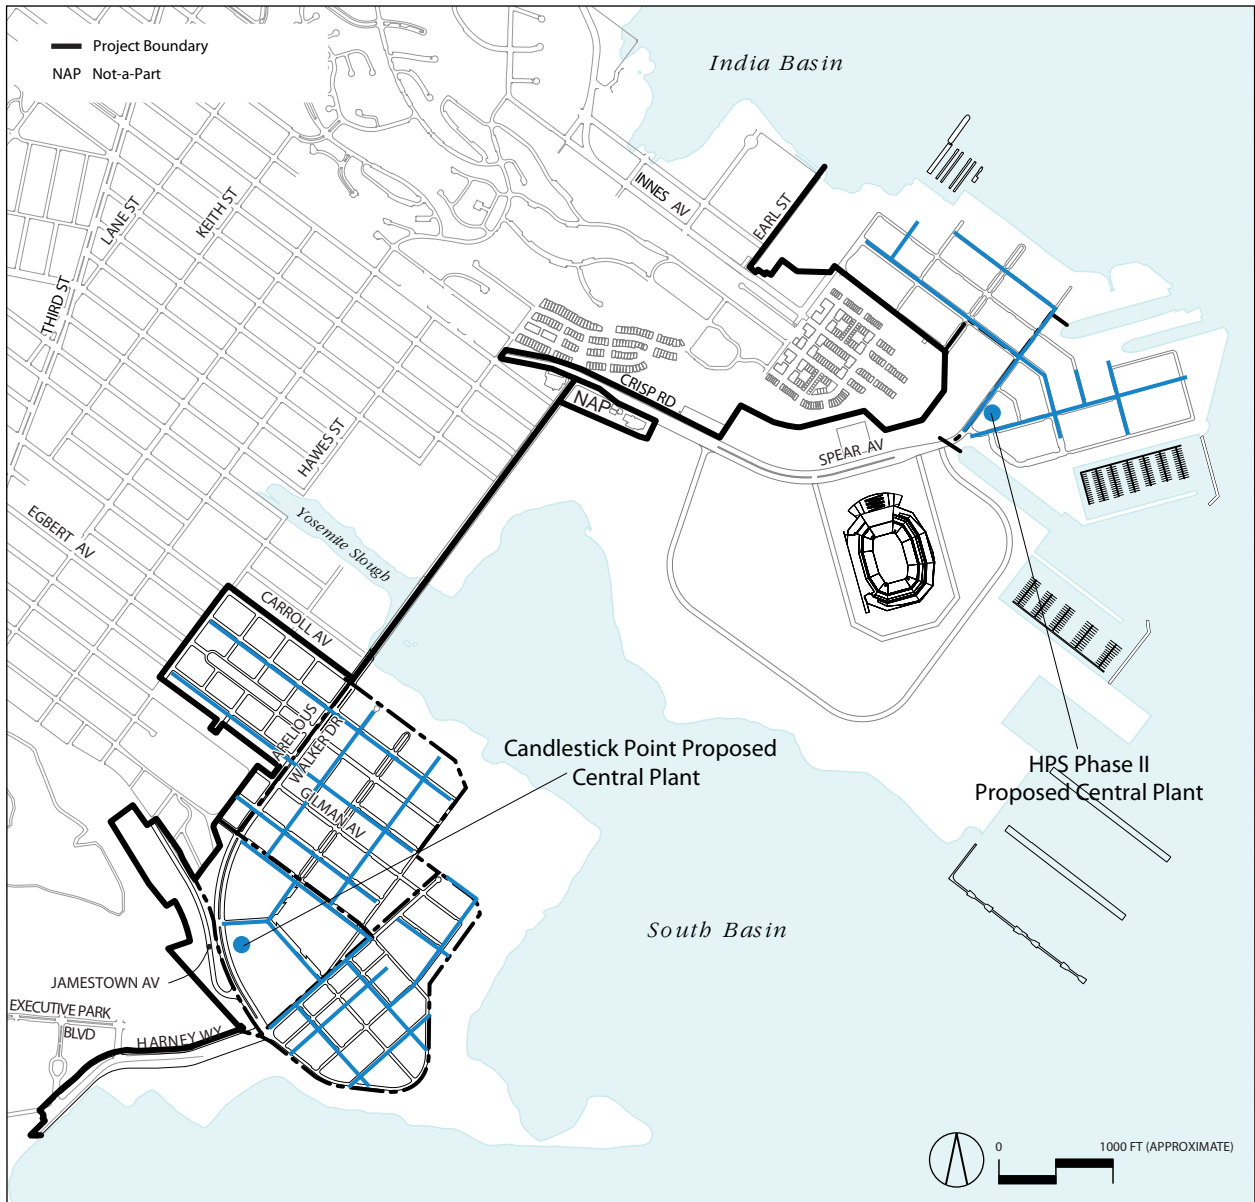 Project Boundary
NAP Not-a-Part
India Basin
INNES AV
EARL ST
LANE ST
KEITH ST
THIRD ST
CRISP RD
NAP
HAWES ST
SPEAR AV
EGBERT AV
Yosemite Slough
CARROLL AV
ARELIOUS
WALKER DR
GILMAN AV
Candlestick Point Proposed
Central Plant
HPS Phase II
Proposed Central Plant
South Basin
JAMESTOWN AV
EXECUTIVE PARK
BLVD
HARNEY WY
0
1000 FT (APPROXIMATE)